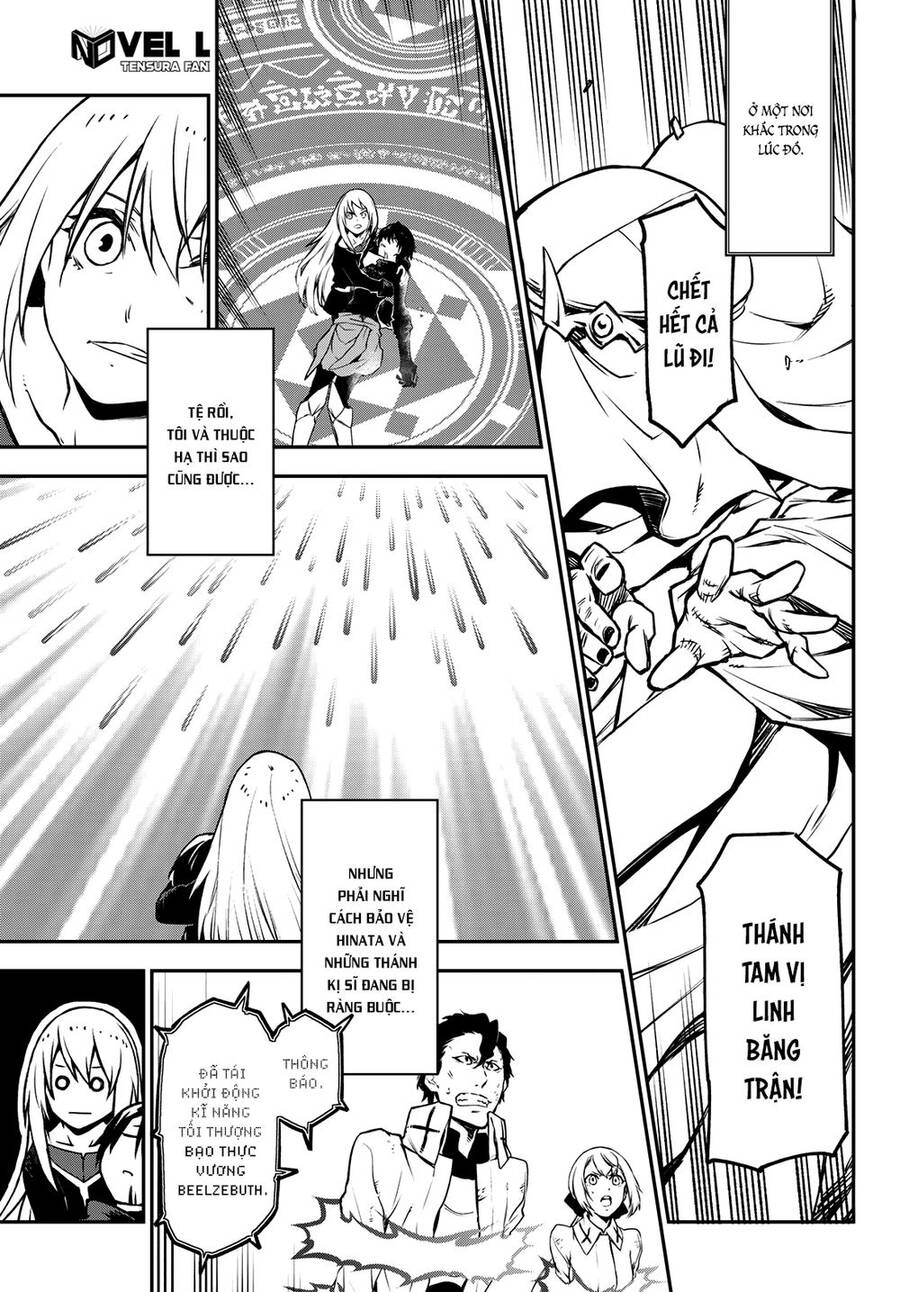 Ở MỘT NƠI
KHÁC TRONG
LÚC ĐÓ.
CHẾT
HẾT CẢ
LŨ ĐI!
THÁNH
TAM VỊ
LINH
BĂNG
TRẬN!
NOVEL L
TENSURA FAN
TỆ RỒI,
TÔI VÀ THUỘC
HẠ THÌ SAO
CŨNG ĐƯỢC...
NHƯNG
PHẢI NGHĨ
CÁCH BẢO VỆ
HINATA VÀ
NHỮNG THÁNH
KỊ SĨ ĐANG BỊ
RÀNG BUỘC...
THÔNG
BÁO.
ĐÃ TÁI
KHỞI ĐỘNG
KĨ NĂNG
TỐI THƯỢNG
BẠO THỰC
VƯƠNG
BEELZEBUTH.